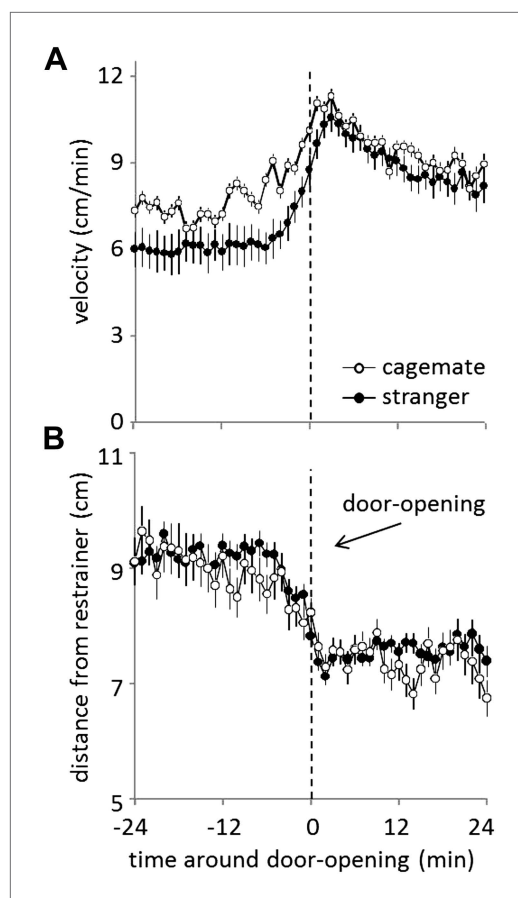 A
12
9
6
3
0
velocity (cm/min)
cagemate
stranger
B
11
9
7
5
distance from restrainer (cm)
door-opening
-24 -12 0 12 24
time around door-opening (min)